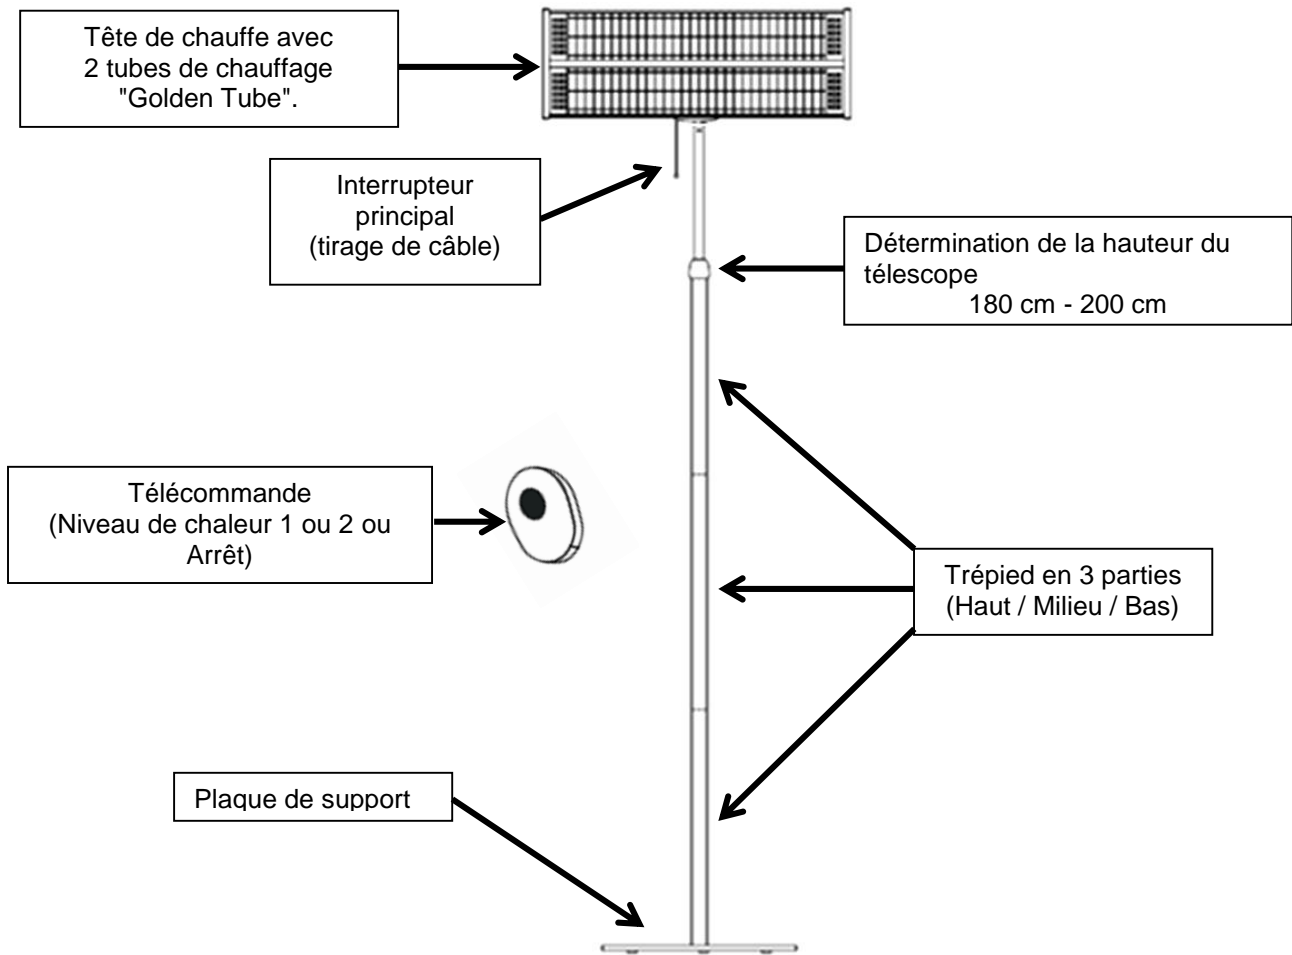 Tête de chauffe avec
2 tubes de chauffage
"Golden Tube".
Interrupteur
principal
(tirage de câble)
Détermination de la hauteur du
télescope
180 cm - 200 cm
Télécommande
(Niveau de chaleur 1 ou 2 ou
Arrêt)
Trépied en 3 parties
(Haut / Milieu / Bas)
Plaque de support